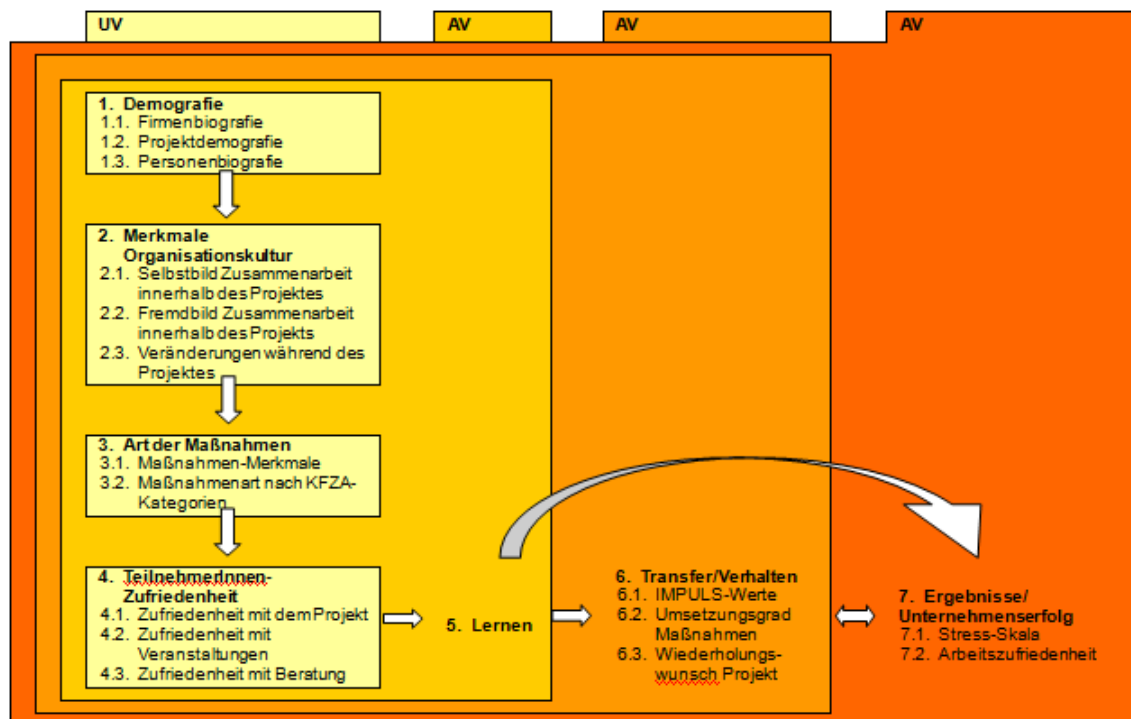 UV
AV
AV
AV
1. Demografie
1.1. Firmenbiografie
1.2. Projektdemografie
1.3. Personenbiografie
2. Merkmale
Organisationskultur
2.1. Selbstbild Zusammenarbeit
innerhalb des Projektes
2.2. Fremdbild Zusammenarbeit
innerhalb des Projekts
2.3. Veränderungen während des
Projektes
3. Art der Maßnahmen
3.1. Maßnahmen-Merkmale
3.2. Maßnahmenart nach KFZA-
Kategorien
4. TeilnehmerInnen-
Zufriedenheit
4.1. Zufriedenheit mit dem Projekt
4.2. Zufriedenheit mit
Veranstaltungen
4.3. Zufriedenheit mit Beratung
5. Lernen
6. Transfer/Verhalten
6.1. IMPULS-Werte
6.2. Umsetzungsgrad
Maßnahmen
6.3. Wiederholungs-
wunsch Projekt
7. Ergebnisse/
Unternehmenserfolg
7.1. Stress-Skala
7.2. Arbeitszufriedenheit